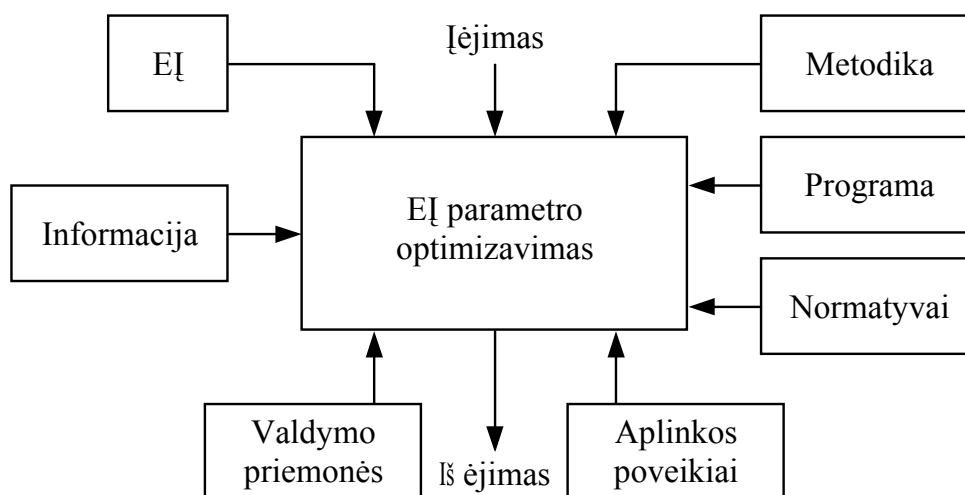 EĮ
Įėjimas
Metodika
Programa
Informacija
EĮ parametro
optimizavimas
Normatyvai
Valdymo
priemonės
Iš ėjimas
Aplinkos
poveikiai